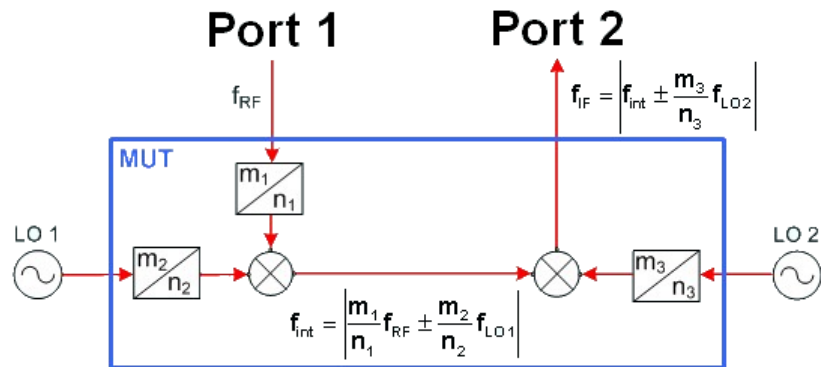 Port 1 Port 2
f_RF
f_IF = |f_int ± m_3/n_3 f_LO2|
MUT
m_1/n_1
LO 1
m_2/n_2
m_3/n_3
LO 2
f_int = |m_1/n_1 f_RF ± m_2/n_2 f_LO1|